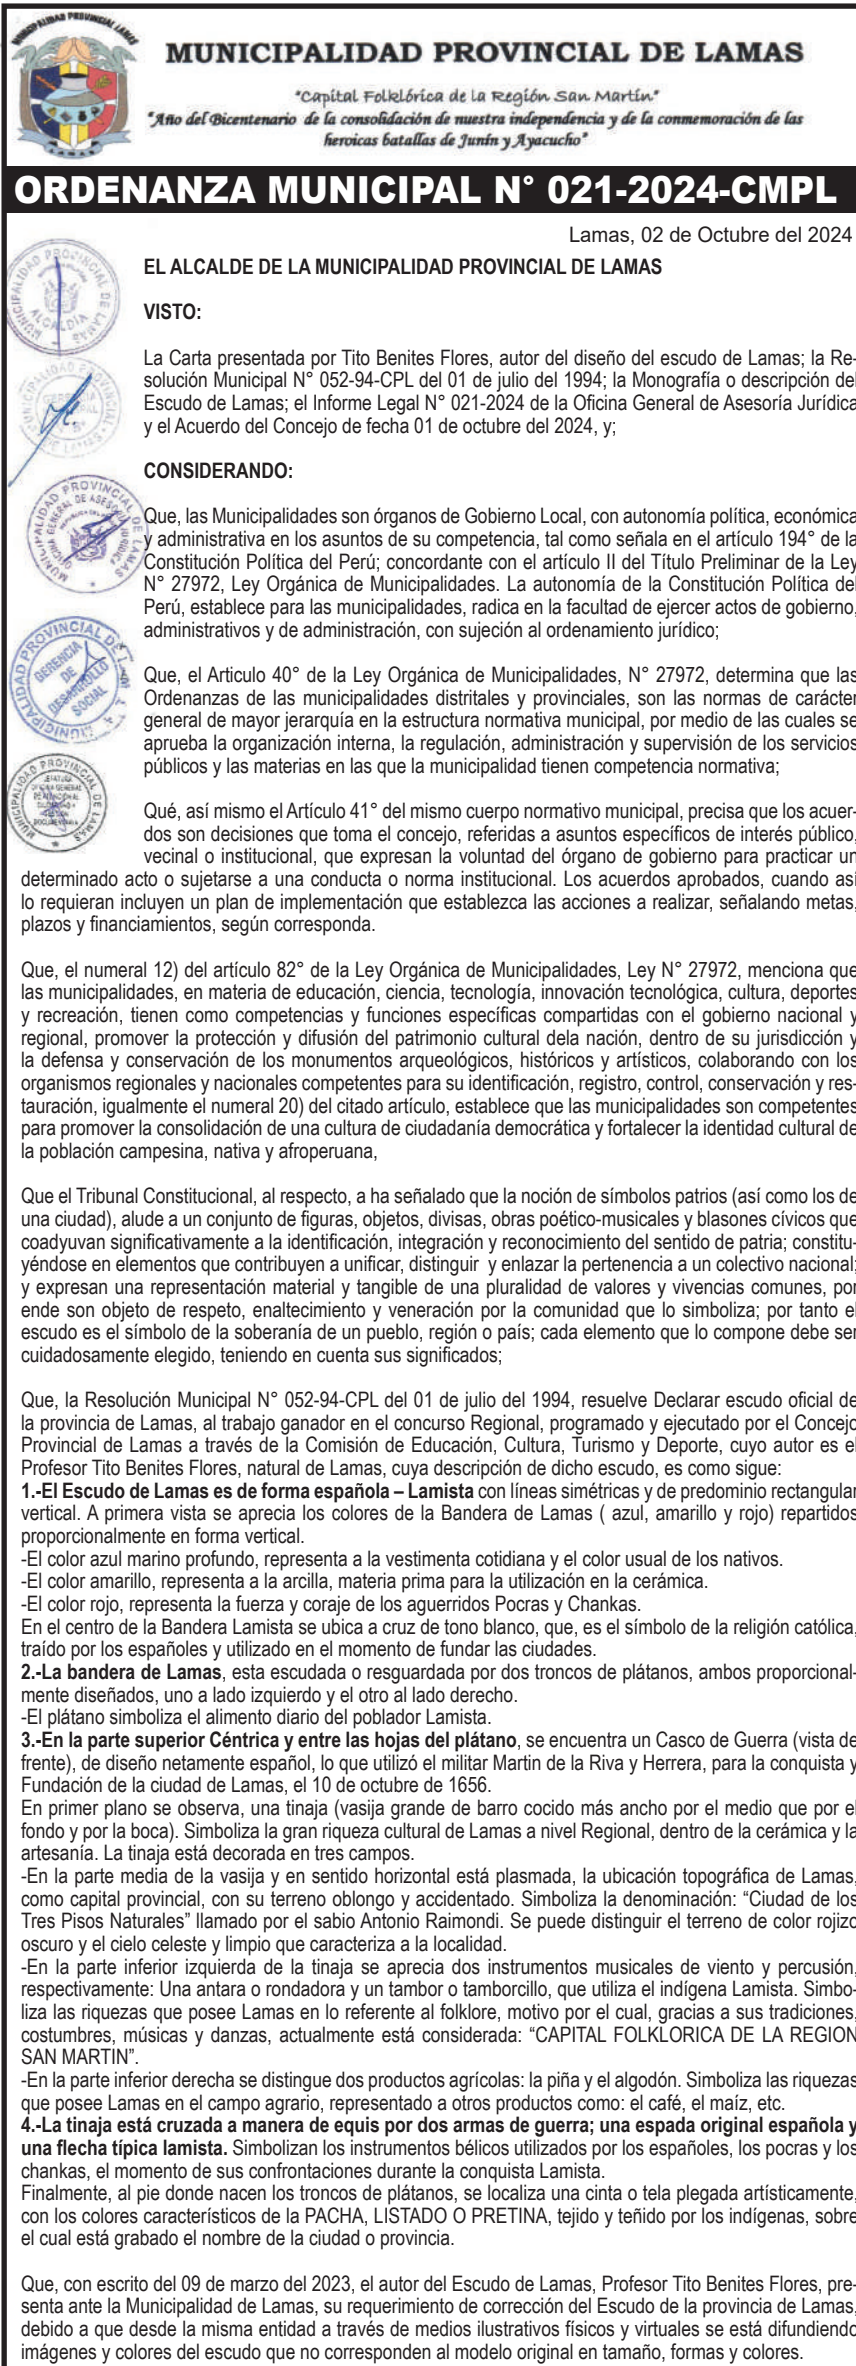 MUNICIPALIDAD PROVINCIAL LAMAS
LAMAS
MUNICIPALIDAD PROVINCIAL DE LAMAS
"Capital Folklórica de la Región San Martín"
"Año del Bicentenario de la consolidación de nuestra independencia y de la conmemoración de las
heroicas batallas de Junín y Ayacucho"
ORDENANZA MUNICIPAL N° 021-2024-CMPL
Lamas, 02 de Octubre del 2024
EL ALCALDE DE LA MUNICIPALIDAD PROVINCIAL DE LAMAS
VISTO:
La Carta presentada por Tito Benites Flores, autor del diseño del escudo de Lamas; la Re-
solución Municipal N° 052-94-CPL del 01 de julio del 1994; la Monografía o descripción del
Escudo de Lamas; el Informe Legal N° 021-2024 de la Oficina General de Asesoría Jurídica
y el Acuerdo del Concejo de fecha 01 de octubre del 2024, y;
CONSIDERANDO:
Que, las Municipalidades son órganos de Gobierno Local, con autonomía política, económica
y administrativa en los asuntos de su competencia, tal como señala en el artículo 194° de la
Constitución Política del Perú; concordante con el artículo II del Título Preliminar de la Ley
N° 27972, Ley Orgánica de Municipalidades. La autonomía de la Constitución Política del
Perú, establece para las municipalidades, radica en la facultad de ejercer actos de gobierno,
administrativos y de administración, con sujeción al ordenamiento jurídico;
Que, el Articulo 40° de la Ley Orgánica de Municipalidades, N° 27972, determina que las
Ordenanzas de las municipalidades distritales y provinciales, son las normas de carácter
general de mayor jerarquía en la estructura normativa municipal, por medio de las cuales se
aprueba la organización interna, la regulación, administración y supervisión de los servicios
públicos y las materias en las que la municipalidad tienen competencia normativa;
Qué, así mismo el Artículo 41° del mismo cuerpo normativo municipal, precisa que los acuer-
dos son decisiones que toma el concejo, referidas a asuntos específicos de interés público,
vecinal o institucional, que expresan la voluntad del órgano de gobierno para practicar un
determinado acto o sujetarse a una conducta o norma institucional. Los acuerdos aprobados, cuando así
lo requieran incluyen un plan de implementación que establezca las acciones a realizar, señalando metas,
plazos y financiamientos, según corresponda.
Que, el numeral 12) del artículo 82° de la Ley Orgánica de Municipalidades, Ley N° 27972, menciona que
las municipalidades, en materia de educación, ciencia, tecnología, innovación tecnológica, cultura, deportes
y recreación, tienen como competencias y funciones específicas compartidas con el gobierno nacional y
regional, promover la protección y difusión del patrimonio cultural dela nación, dentro de su jurisdicción y
la defensa y conservación de los monumentos arqueológicos, históricos y artísticos, colaborando con los
organismos regionales y nacionales competentes para su identificación, registro, control, conservación y res-
tauración, igualmente el numeral 20) del citado artículo, establece que las municipalidades son competentes
para promover la consolidación de una cultura de ciudadanía democrática y fortalecer la identidad cultural de
la población campesina, nativa y afroperuana,
Que el Tribunal Constitucional, al respecto, a ha señalado que la noción de símbolos patrios (así como los de
una ciudad), alude a un conjunto de figuras, objetos, divisas, obras poético-musicales y blasones cívicos que
coadyuvan significativamente a la identificación, integración y reconocimiento del sentido de patria; constitu-
yéndose en elementos que contribuyen a unificar, distinguir y enlazar la pertenencia a un colectivo nacional;
y expresan una representación material y tangible de una pluralidad de valores y vivencias comunes, por
ende son objeto de respeto, enaltecimiento y veneración por la comunidad que lo simboliza; por tanto el
escudo es el símbolo de la soberanía de un pueblo, región o país; cada elemento que lo compone debe ser
cuidadosamente elegido, teniendo en cuenta sus significados;
Que, la Resolución Municipal N° 052-94-CPL del 01 de julio del 1994, resuelve Declarar escudo oficial de
la provincia de Lamas, al trabajo ganador en el concurso Regional, programado y ejecutado por el Concejo
Provincial de Lamas a través de la Comisión de Educación, Cultura, Turismo y Deporte, cuyo autor es el
Profesor Tito Benites Flores, natural de Lamas, cuya descripción de dicho escudo, es como sigue:
1.-El Escudo de Lamas es de forma española – Lamista con líneas simétricas y de predominio rectangular
vertical. A primera vista se aprecia los colores de la Bandera de Lamas ( azul, amarillo y rojo) repartidos
proporcionalmente en forma vertical.
-El color azul marino profundo, representa a la vestimenta cotidiana y el color usual de los nativos.
-El color amarillo, representa a la arcilla, materia prima para la utilización en la cerámica.
-El color rojo, representa la fuerza y coraje de los aguerridos Pocras y Chankas.
En el centro de la Bandera Lamista se ubica a cruz de tono blanco, que, es el símbolo de la religión católica,
traído por los españoles y utilizado en el momento de fundar las ciudades.
2.-La bandera de Lamas, esta escudada o resguardada por dos troncos de plátanos, ambos proporcional-
mente diseñados, uno a lado izquierdo y el otro al lado derecho.
-El plátano simboliza el alimento diario del poblador Lamista.
3.-En la parte superior Céntrica y entre las hojas del plátano, se encuentra un Casco de Guerra (vista de
frente), de diseño netamente español, lo que utilizó el militar Martin de la Riva y Herrera, para la conquista y
Fundación de la ciudad de Lamas, el 10 de octubre de 1656.
En primer plano se observa, una tinaja (vasija grande de barro cocido más ancho por el medio que por el
fondo y por la boca). Simboliza la gran riqueza cultural de Lamas a nivel Regional, dentro de la cerámica y la
artesanía. La tinaja está decorada en tres campos.
-En la parte media de la vasija y en sentido horizontal está plasmada, la ubicación topográfica de Lamas,
como capital provincial, con su terreno oblongo y accidentado. Simboliza la denominación: “Ciudad de los
Tres Pisos Naturales” llamado por el sabio Antonio Raimondi. Se puede distinguir el terreno de color rojizo
oscuro y el cielo celeste y limpio que caracteriza a la localidad.
-En la parte inferior izquierda de la tinaja se aprecia dos instrumentos musicales de viento y percusión,
respectivamente: Una antara o rondadora y un tambor o tamborcillo, que utiliza el indígena Lamista. Simbo-
liza las riquezas que posee Lamas en lo referente al folklore, motivo por el cual, gracias a sus tradiciones,
costumbres, músicas y danzas, actualmente está considerada: “CAPITAL FOLKLORICA DE LA REGION
SAN MARTIN”.
-En la parte inferior derecha se distingue dos productos agrícolas: la piña y el algodón. Simboliza las riquezas
que posee Lamas en el campo agrario, representado a otros productos como: el café, el maíz, etc.
4.-La tinaja está cruzada a manera de equis por dos armas de guerra; una espada original española y
una flecha típica lamista. Simbolizan los instrumentos bélicos utilizados por los españoles, los pocras y los
chankas, el momento de sus confrontaciones durante la conquista Lamista.
Finalmente, al pie donde nacen los troncos de plátanos, se localiza una cinta o tela plegada artísticamente,
con los colores característicos de la PACHA, LISTADO O PRETINA, tejido y teñido por los indígenas, sobre
el cual está grabado el nombre de la ciudad o provincia.
Que, con escrito del 09 de marzo del 2023, el autor del Escudo de Lamas, Profesor Tito Benites Flores, pre-
senta ante la Municipalidad de Lamas, su requerimiento de corrección del Escudo de la provincia de Lamas,
debido a que desde la misma entidad a través de medios ilustrativos físicos y virtuales se está difundiendo
imágenes y colores del escudo que no corresponden al modelo original en tamaño, formas y colores.